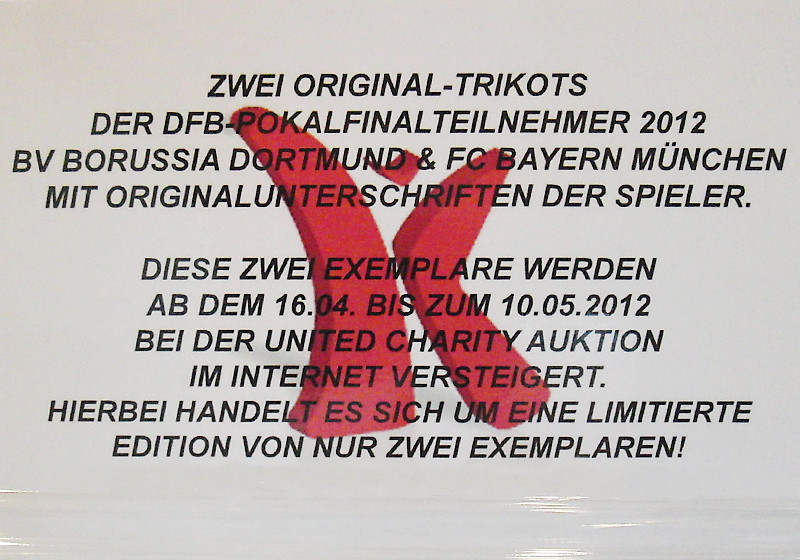 ZWEI ORIGINAL-TRIKOTS
DER DFB-POKALFINALTEILNEHMER 2012
BV BORUSSIA DORTMUND & FC BAYERN MÜNCHEN
MIT ORIGINALUNTERSCHRIFTEN DER SPIELER.
DIESE ZWEI EXEMPLARE WERDEN
AB DEM 16.04. BIS ZUM 10.05.2012
BEI DER UNITED CHARITY AUKTION
IM INTERNET VERSTEIGERT.
HIERBEI HANDELT ES SICH UM EINE LIMITIERTE
EDITION VON NUR ZWEI EXEMPLAREN!